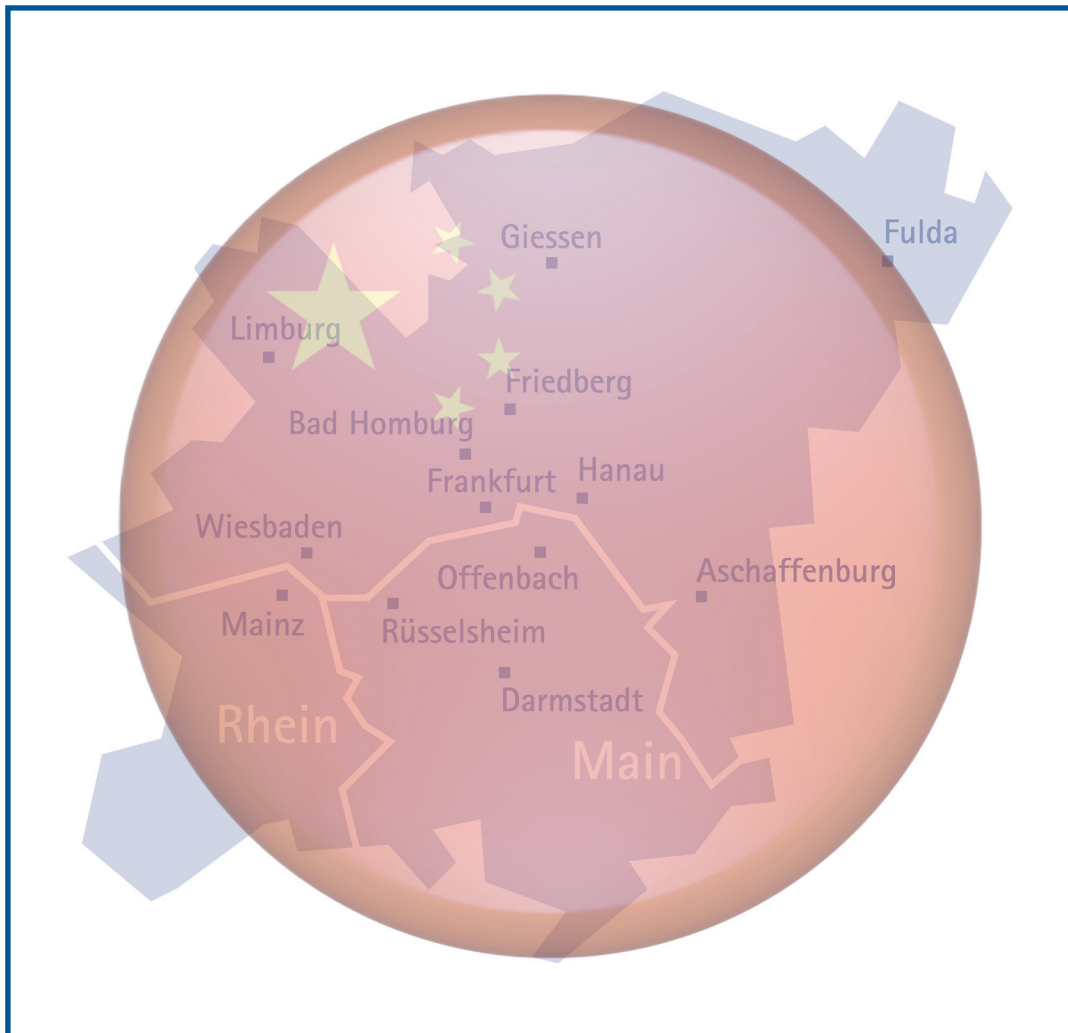 Giessen
Fulda
Limburg
Friedberg
Bad Homburg
Frankfurt
Hanau
Wiesbaden
Offenbach
Aschaffenburg
Mainz
Rüsselsheim
Darmstadt
Rhein
Main